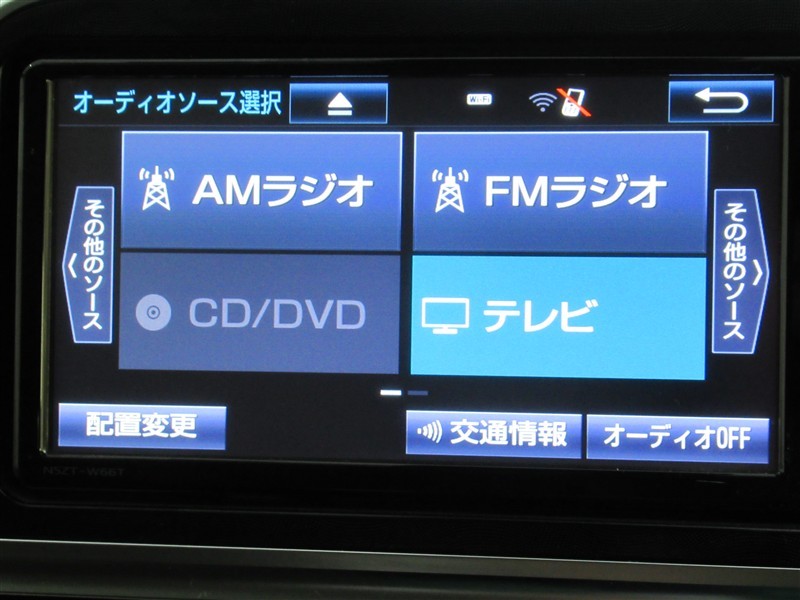 オーディオソース選択
Wi-Fi
AMラジオ
FMラジオ
その他のソース
その他のソース
CD/DVD
テレビ
配置変更
交通情報
オーディオOFF
NSZT-W66T